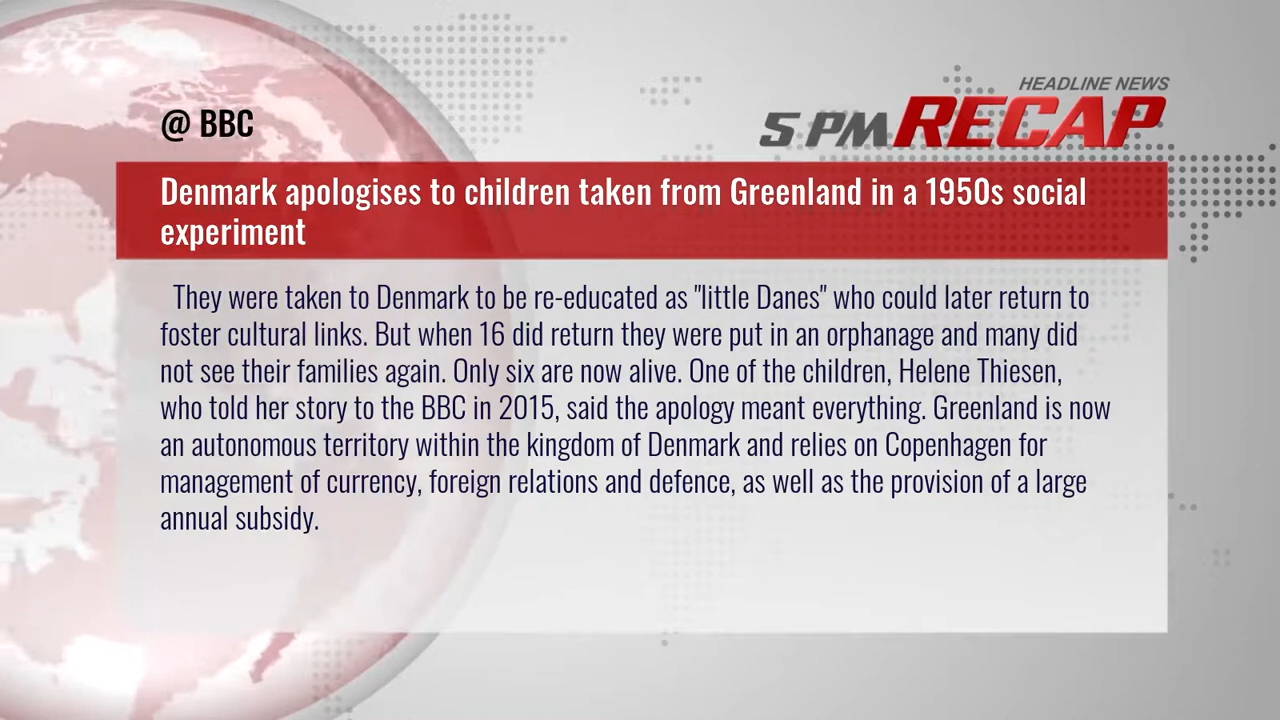 HEADLINE NEWS
@ BBC
5 PM RECAP
Denmark apologises to children taken from Greenland in a 1950s social
experiment
They were taken to Denmark to be re-educated as "little Danes" who could later return to
foster cultural links. But when 16 did return they were put in an orphanage and many did
not see their families again. Only six are now alive. One of the children, Helene Thiesen,
who told her story to the BBC in 2015, said the apology meant everything. Greenland is now
an autonomous territory within the kingdom of Denmark and relies on Copenhagen for
management of currency, foreign relations and defence, as well as the provision of a large
annual subsidy.